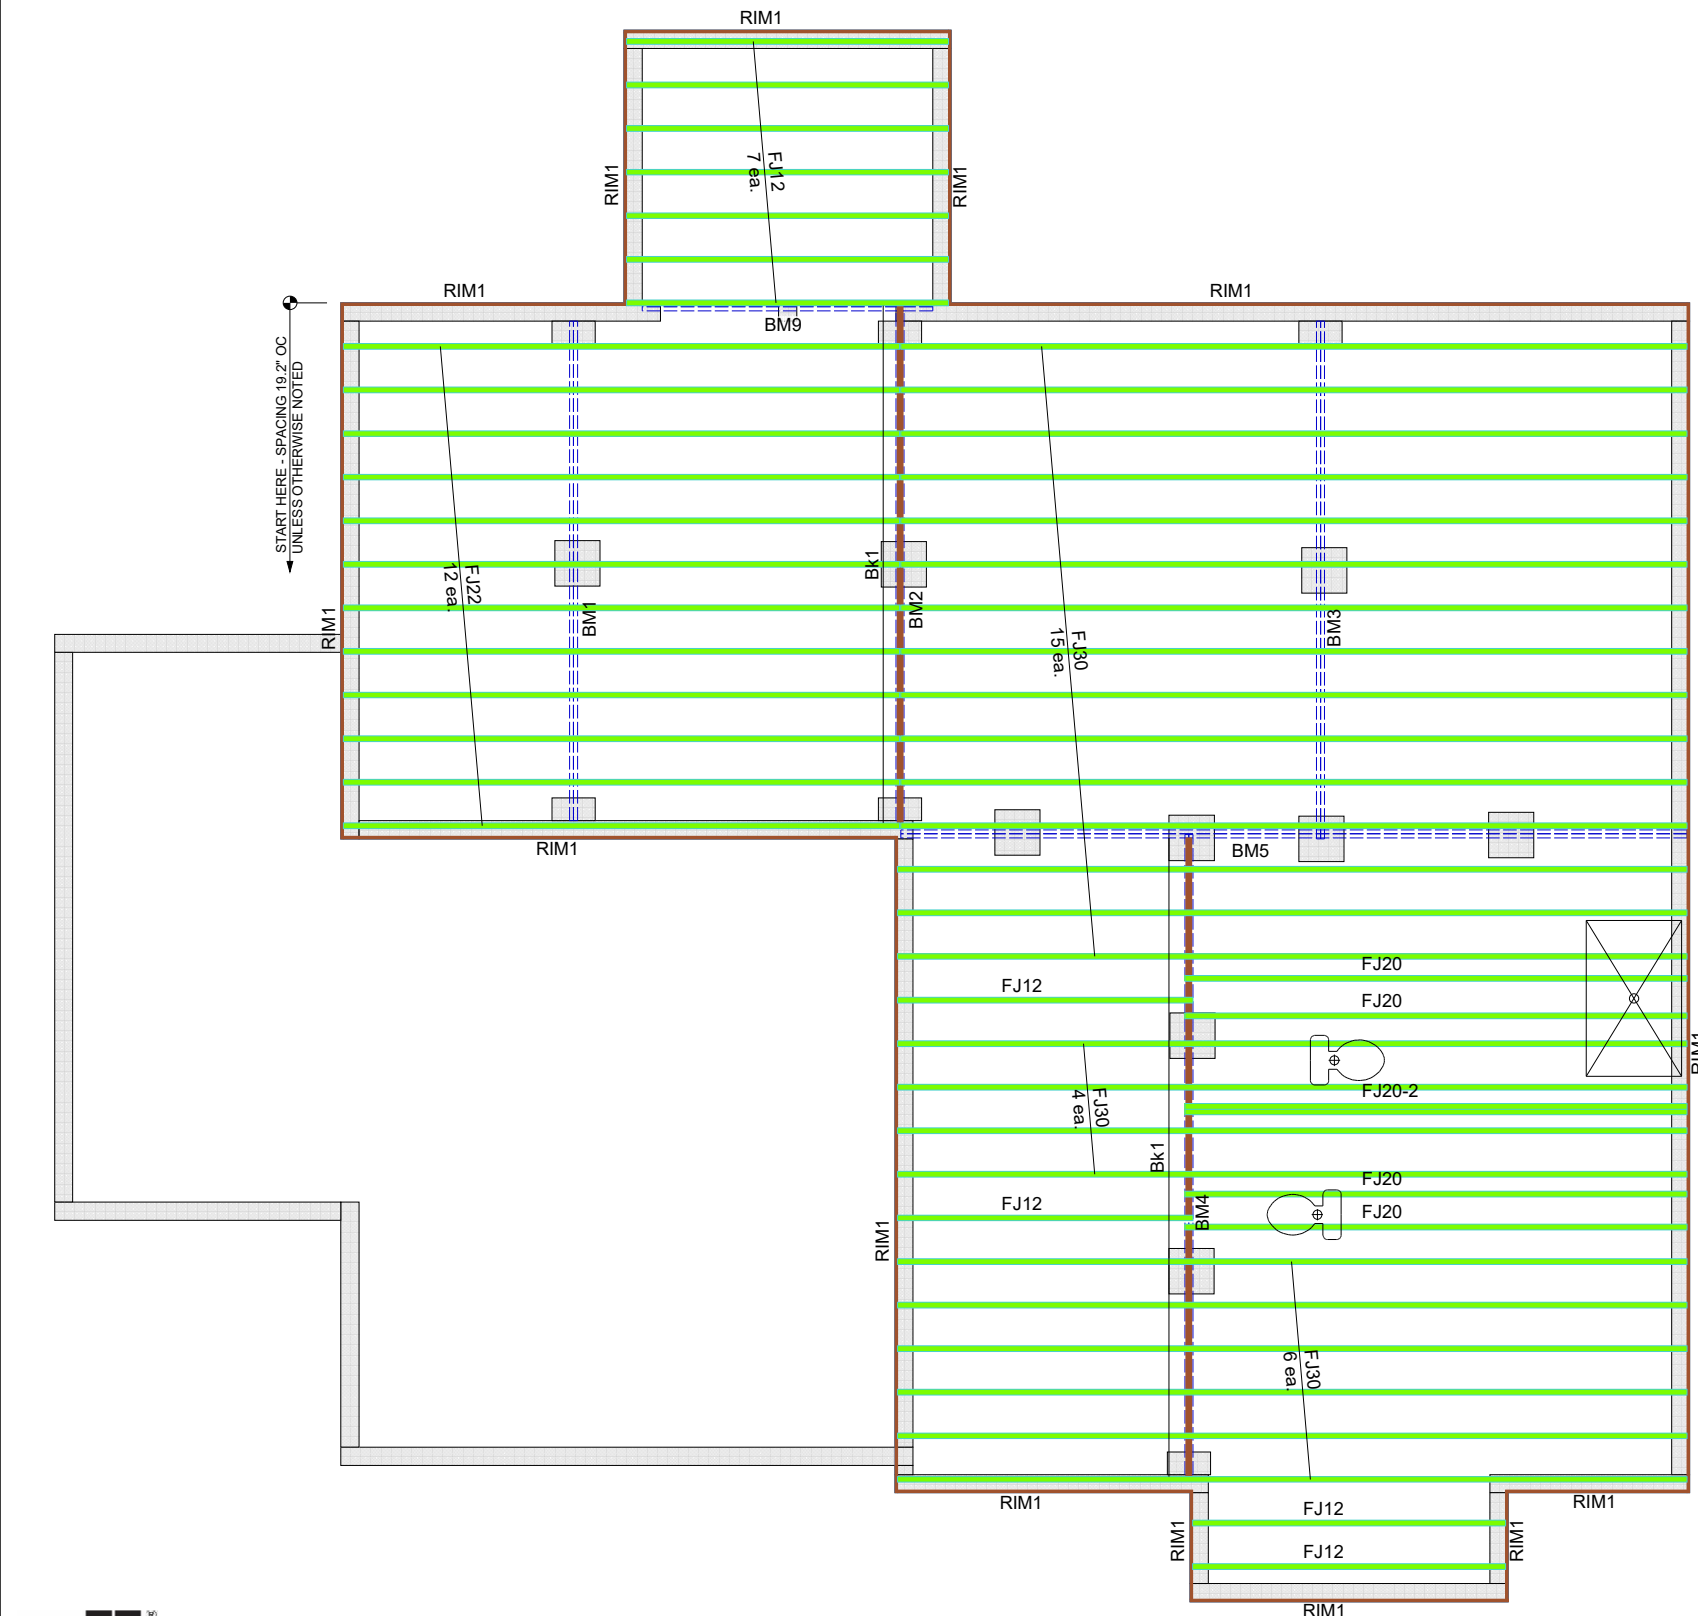 RIM1
FJ12
7 ea.
RIM1
RIM1
RIM1
RIM1
BM9
START HERE - SPACING 19.2" OC
UNLESS OTHERWISE NOTED
FJ22
12 ea.
BM1
Bk1
BM2
FJ30
15 ea.
BM3
RIM1
RIM1
BM5
FJ20
FJ12
FJ20
RIM1
FJ20-2
FJ30
4 ea.
Bk1
FJ20
FJ12
BM4
FJ20
RIM1
FJ30
6 ea.
RIM1
RIM1
FJ12
RIM1
RIM1
FJ12
RIM1
®